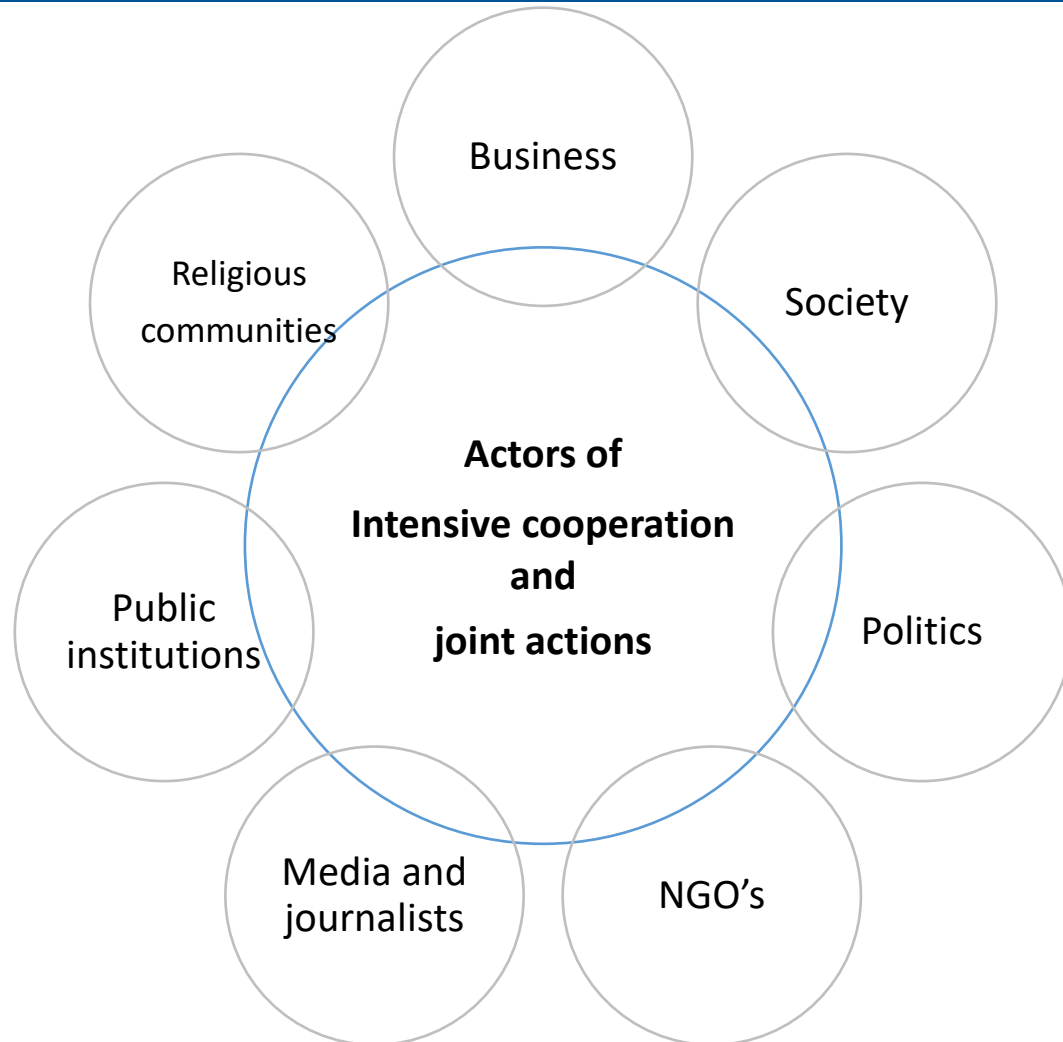 Business
Society
Religious
communities
Actors of
Intensive cooperation
and
joint actions
Public
institutions
Politics
Media and
journalists
NGO’s